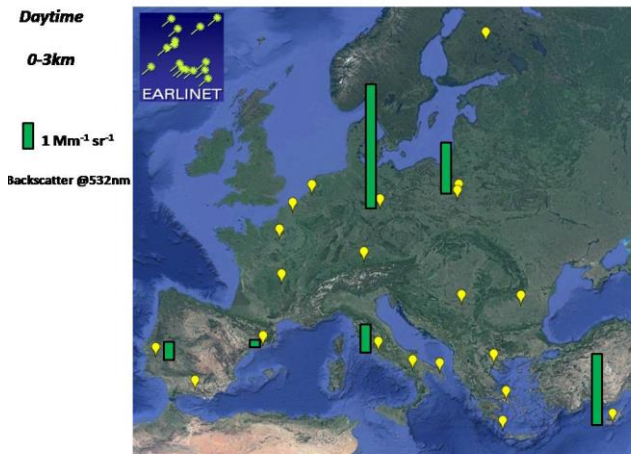 Daytime
0-3km
1 Mm⁻¹ sr⁻¹
Backscatter @532nm
EARLINET